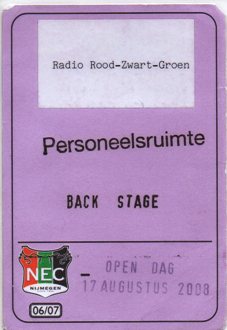 Radio Rood-Zwart-Groen
Personeelsruimte
BACK STAGE
NEC
NIJMEGEN
OPEN DAG
17 AUGUSTUS 2008
06/07